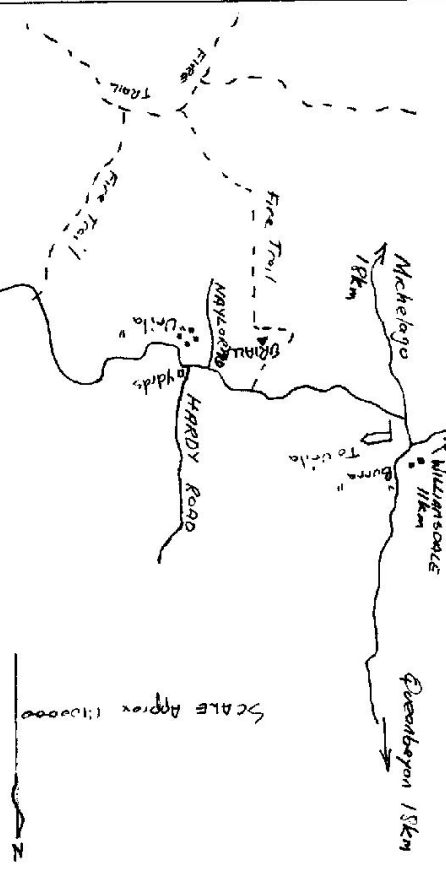 FIRE
TRAIL
Fire Trail
Fire Trail
Michelago
18km
NAYLOR RD
URIALLA
"Urila"
Yards
HARDY ROAD
To Urila
"Burra"
WILLIAMSDALE
11km
Queanbeyan 18km
SCALE Approx 1:100000
N